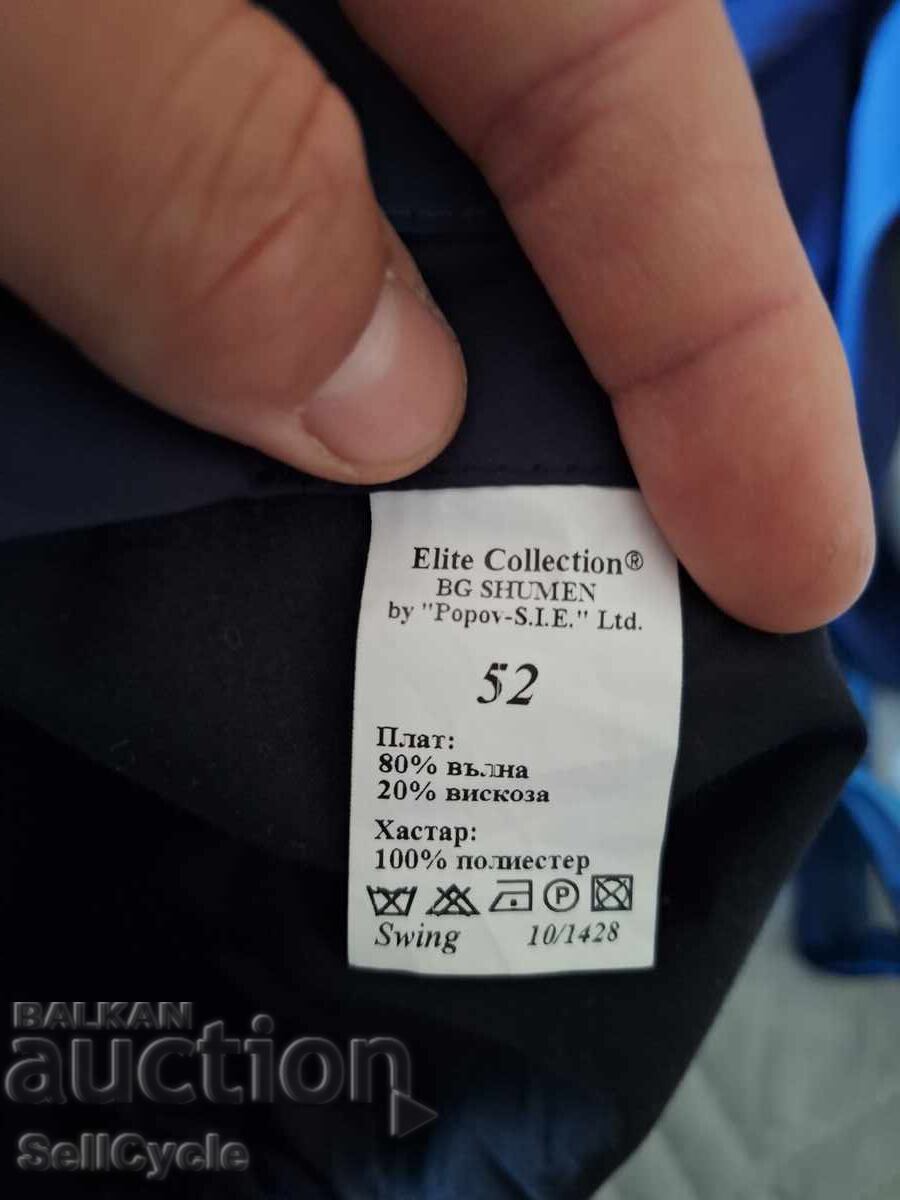 Elite Collection®
BG SHUMEN
by "Popov-S.I.E." Ltd.
52
Плат:
80% вълна
20% вискоза
Хастар:
100% полиестер
P
Swing 10/1428
BALKAN
auction
SellCycle